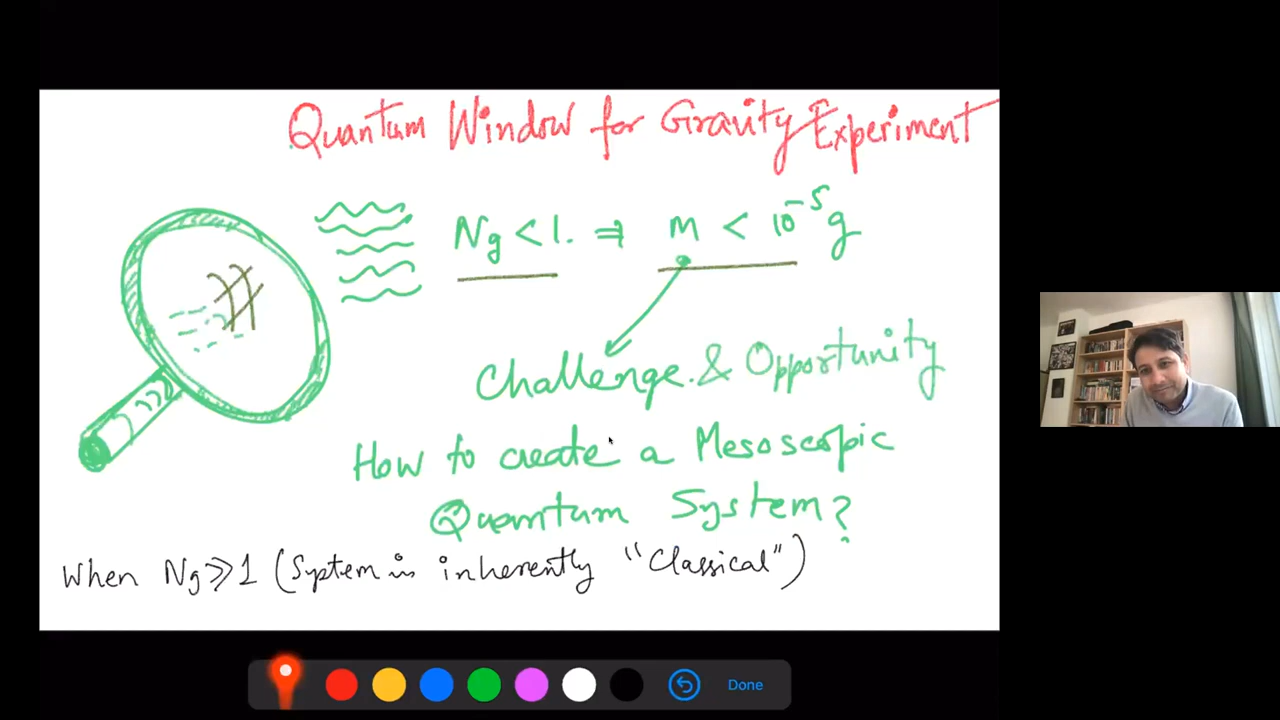 Quantum Window for Gravity Experiment
Ng < 1. ⇒ m < 10⁻⁵ g
Challenge. & Opportunity
How to create a Mesoscopic
Quantum System?
When Ng ≫ 1 (System is inherently "Classical")
Done